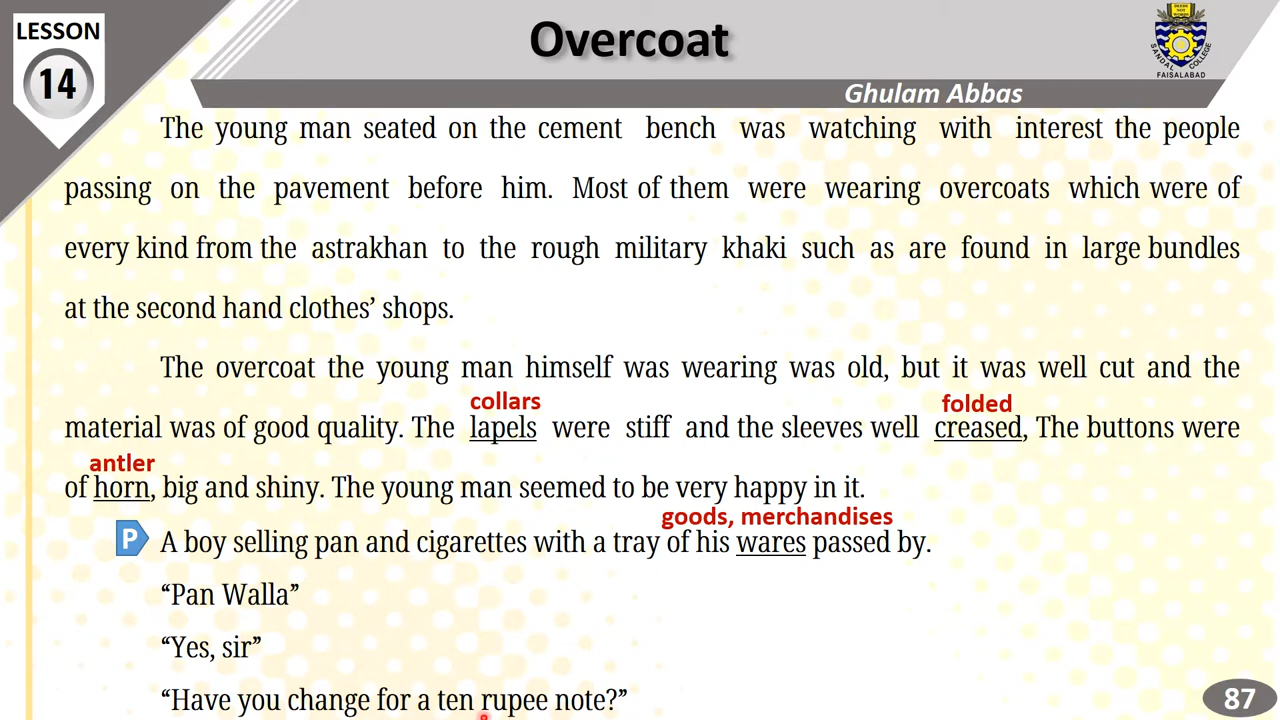 LESSON
14
Overcoat
DEEDS NOT WORDS
SANDAL COLLEGE
FAISALABAD
Ghulam Abbas
The young man seated on the cement bench was watching with interest the people
passing on the pavement before him. Most of them were wearing overcoats which were of
every kind from the astrakhan to the rough military khaki such as are found in large bundles
at the second hand clothes’ shops.
The overcoat the young man himself was wearing was old, but it was well cut and the
collars folded
material was of good quality. The lapels were stiff and the sleeves well creased, The buttons were
antler
of horn, big and shiny. The young man seemed to be very happy in it.
goods, merchandises
P A boy selling pan and cigarettes with a tray of his wares passed by.
“Pan Walla”
“Yes, sir”
“Have you change for a ten rupee note?”
87